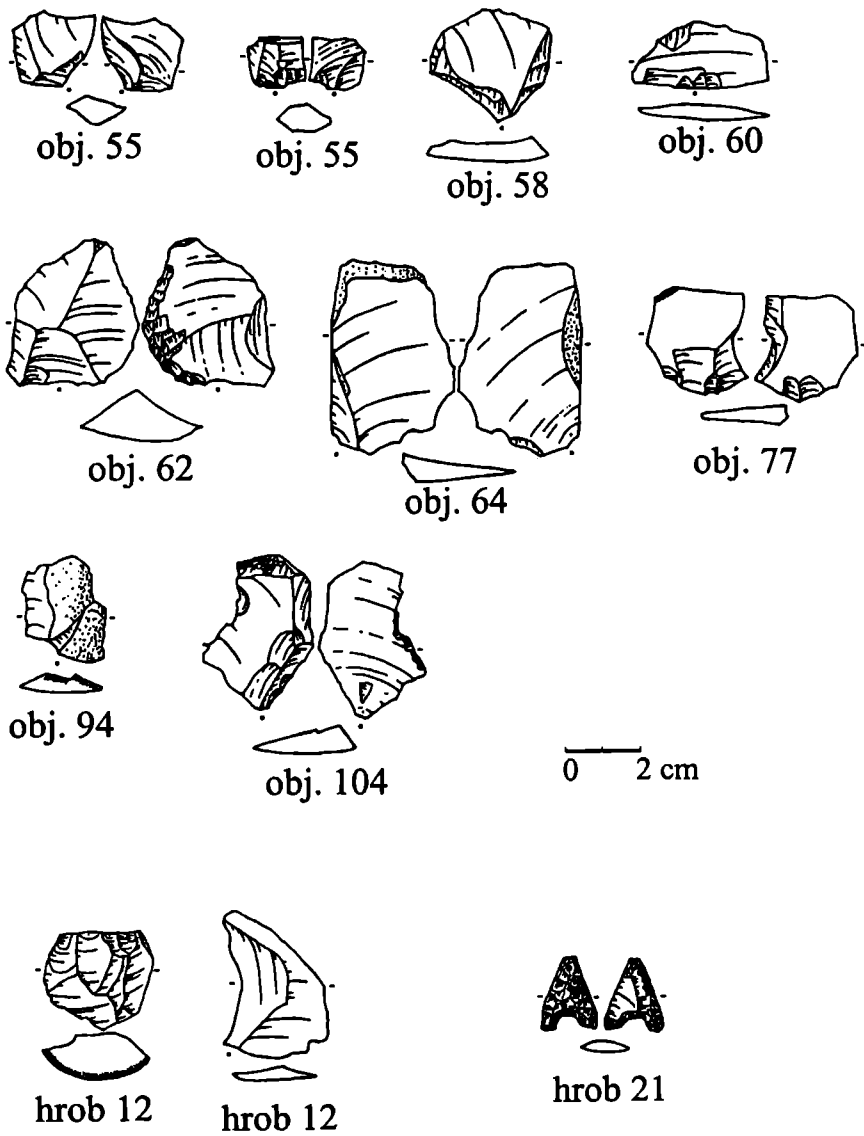 obj. 55
obj. 55
obj. 58
obj. 60
obj. 62
obj. 64
obj. 77
obj. 94
obj. 104
0 2 cm
hrob 12
hrob 12
hrob 21